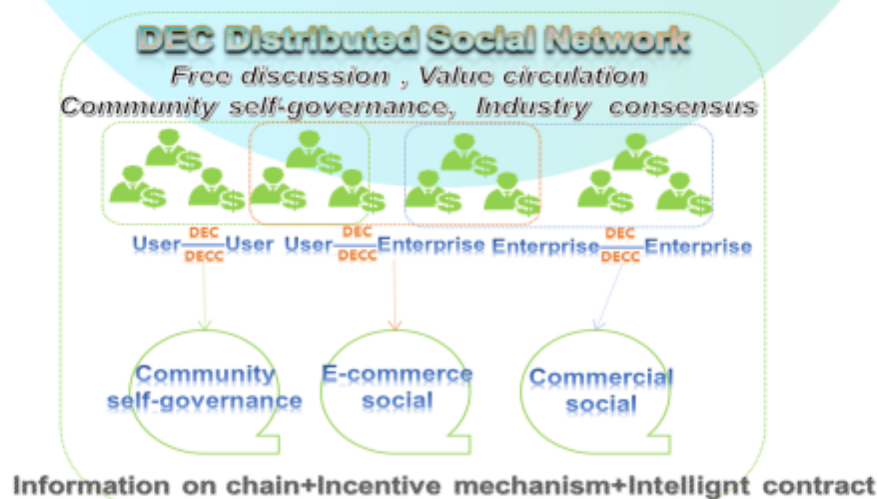 DEC Distributed Social Network
Free discussion , Value circulation
Community self-governance, Industry consensus
User DEC DECC User
User DEC DECC Enterprise
Enterprise DEC DECC Enterprise
Community
self-governance
E-commerce
social
Commercial
social
Information on chain+Incentive mechanism+Intellignt contract